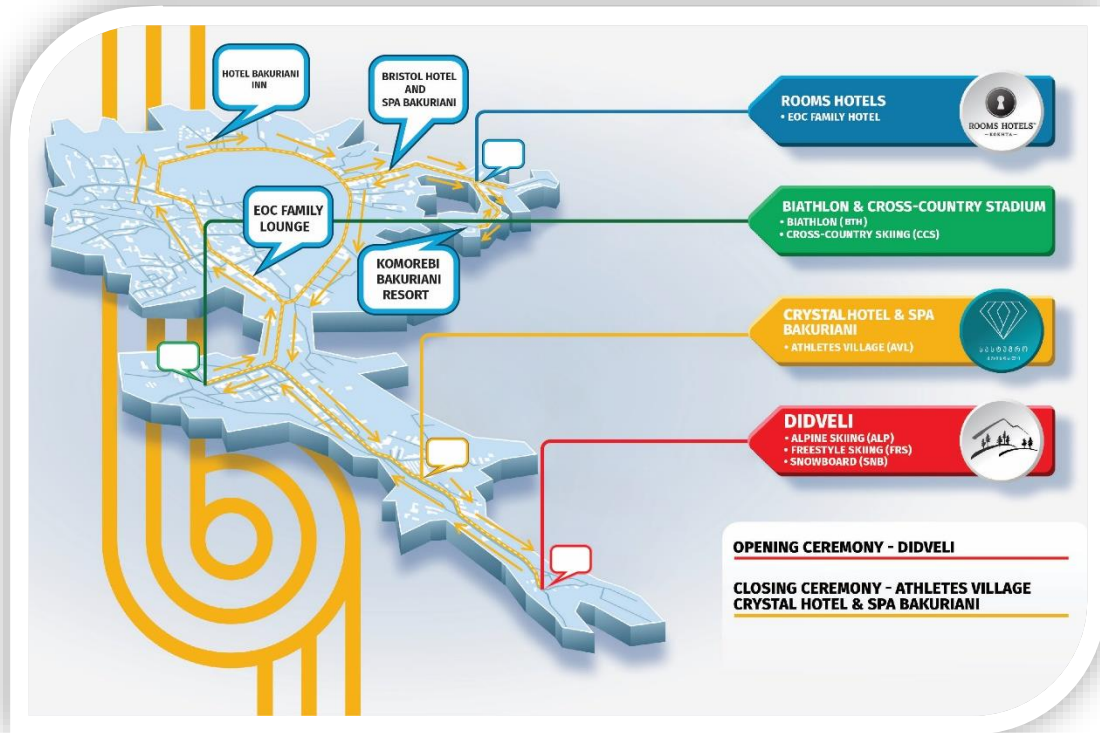 HOTEL BAKURIANI
INN
BRISTOL HOTEL
AND
SPA BAKURIANI
EOC FAMILY
LOUNGE
KOMOREBI
BAKURIANI
RESORT
ROOMS HOTELS
• EOC FAMILY HOTEL
ROOMS HOTELS
KOKHTA
BIATHLON & CROSS-COUNTRY STADIUM
• BIATHLON (BTH)
• CROSS-COUNTRY SKIING (CCS)
CRYSTAL HOTEL & SPA
BAKURIANI
• ATHLETES VILLAGE (AVL)
DIDVELI
• ALPINE SKIING (ALP)
• FREESTYLE SKIING (FRS)
• SNOWBOARD (SNB)
OPENING CEREMONY - DIDVELI
CLOSING CEREMONY - ATHLETES VILLAGE
CRYSTAL HOTEL & SPA BAKURIANI